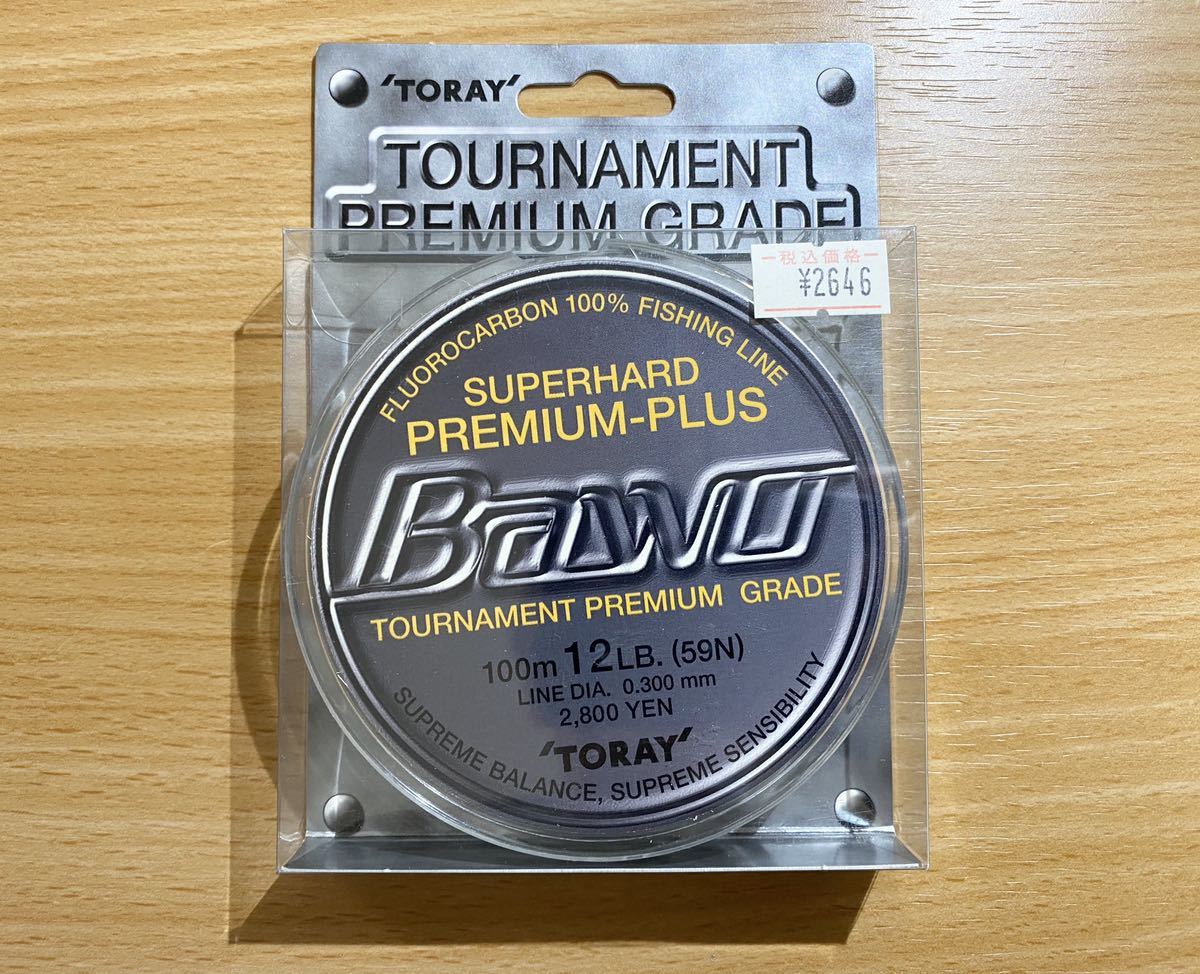 'TORAY'
TOURNAMENT
PREMIUM GRADE
税込価格
¥2646
FLUOROCARBON 100% FISHING LINE
SUPERHARD
PREMIUM-PLUS
BAWO
TOURNAMENT PREMIUM GRADE
100m 12LB. (59N)
LINE DIA. 0.300 mm
2,800 YEN
'TORAY'
SUPREME BALANCE, SUPREME SENSIBILITY